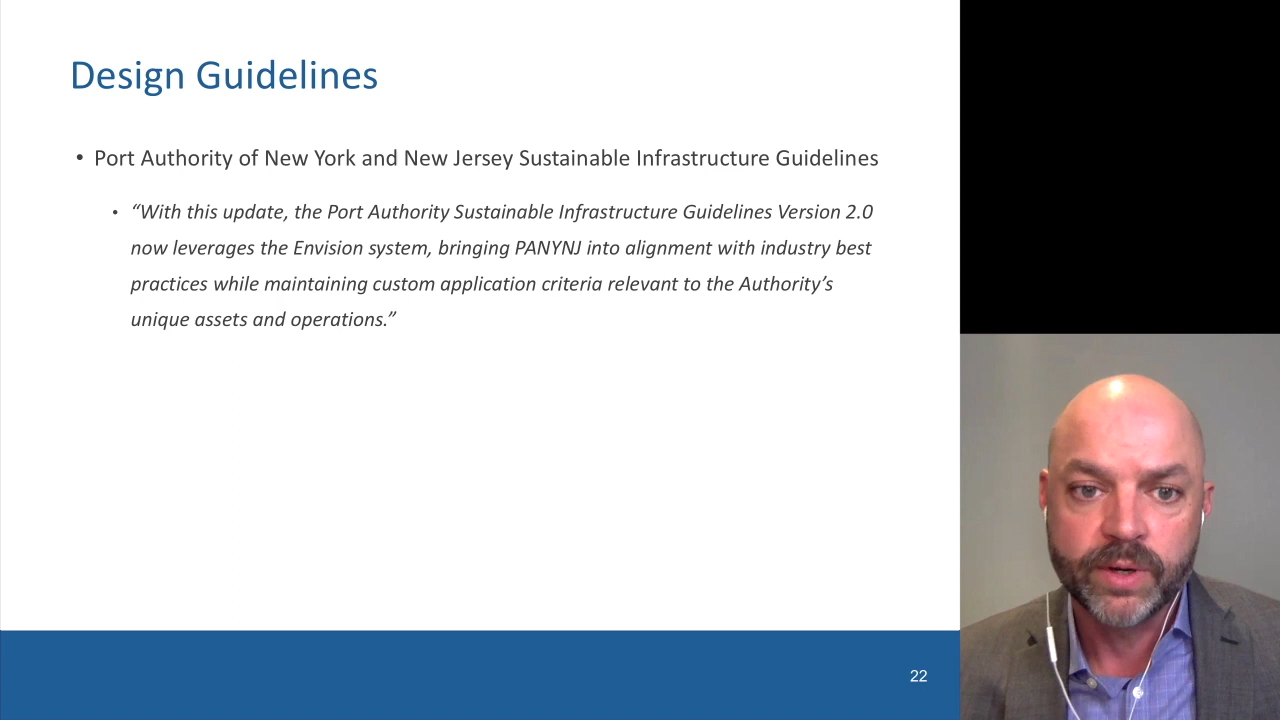 Design Guidelines
• Port Authority of New York and New Jersey Sustainable Infrastructure Guidelines
• “With this update, the Port Authority Sustainable Infrastructure Guidelines Version 2.0
now leverages the Envision system, bringing PANYNJ into alignment with industry best
practices while maintaining custom application criteria relevant to the Authority’s
unique assets and operations.”
22